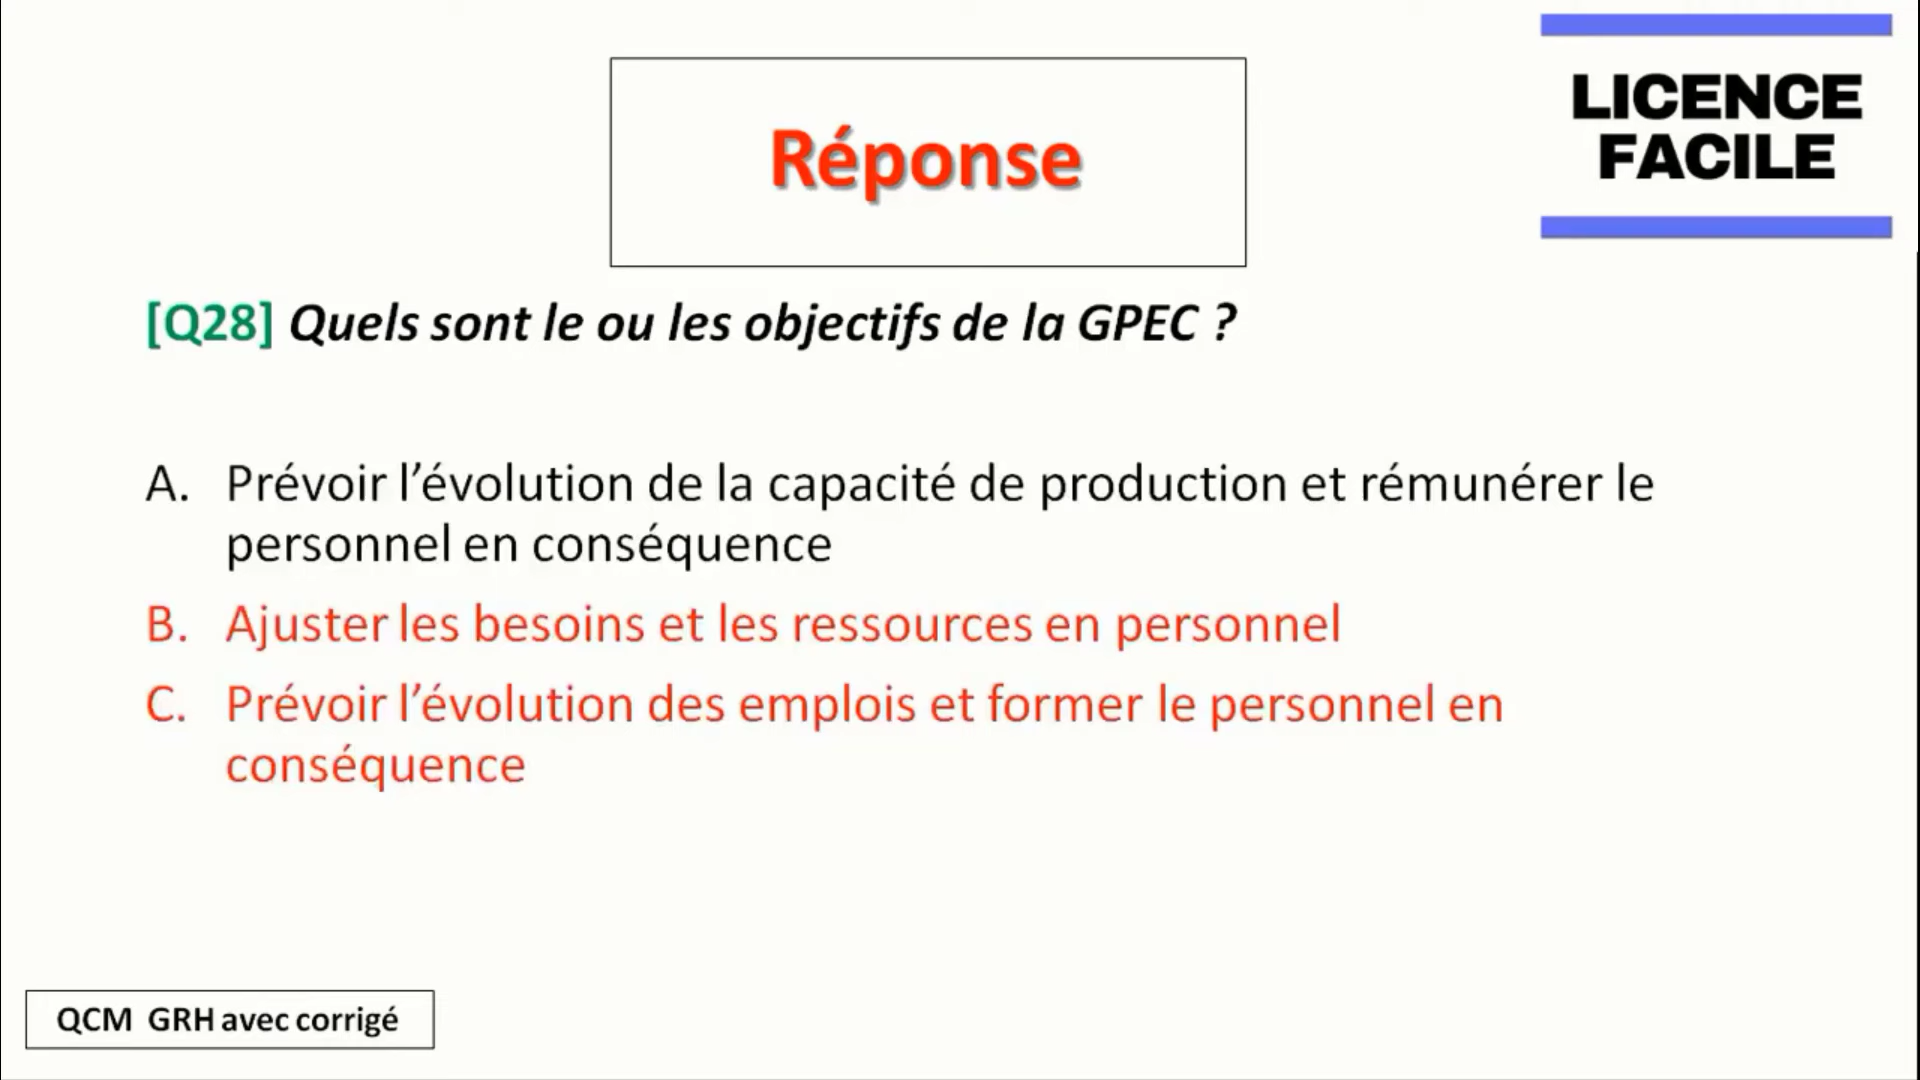 LICENCE
FACILE
Réponse
[Q28] Quels sont le ou les objectifs de la GPEC ?
A. Prévoir l’évolution de la capacité de production et rémunérer le
personnel en conséquence
B. Ajuster les besoins et les ressources en personnel
C. Prévoir l’évolution des emplois et former le personnel en
conséquence
QCM GRH avec corrigé